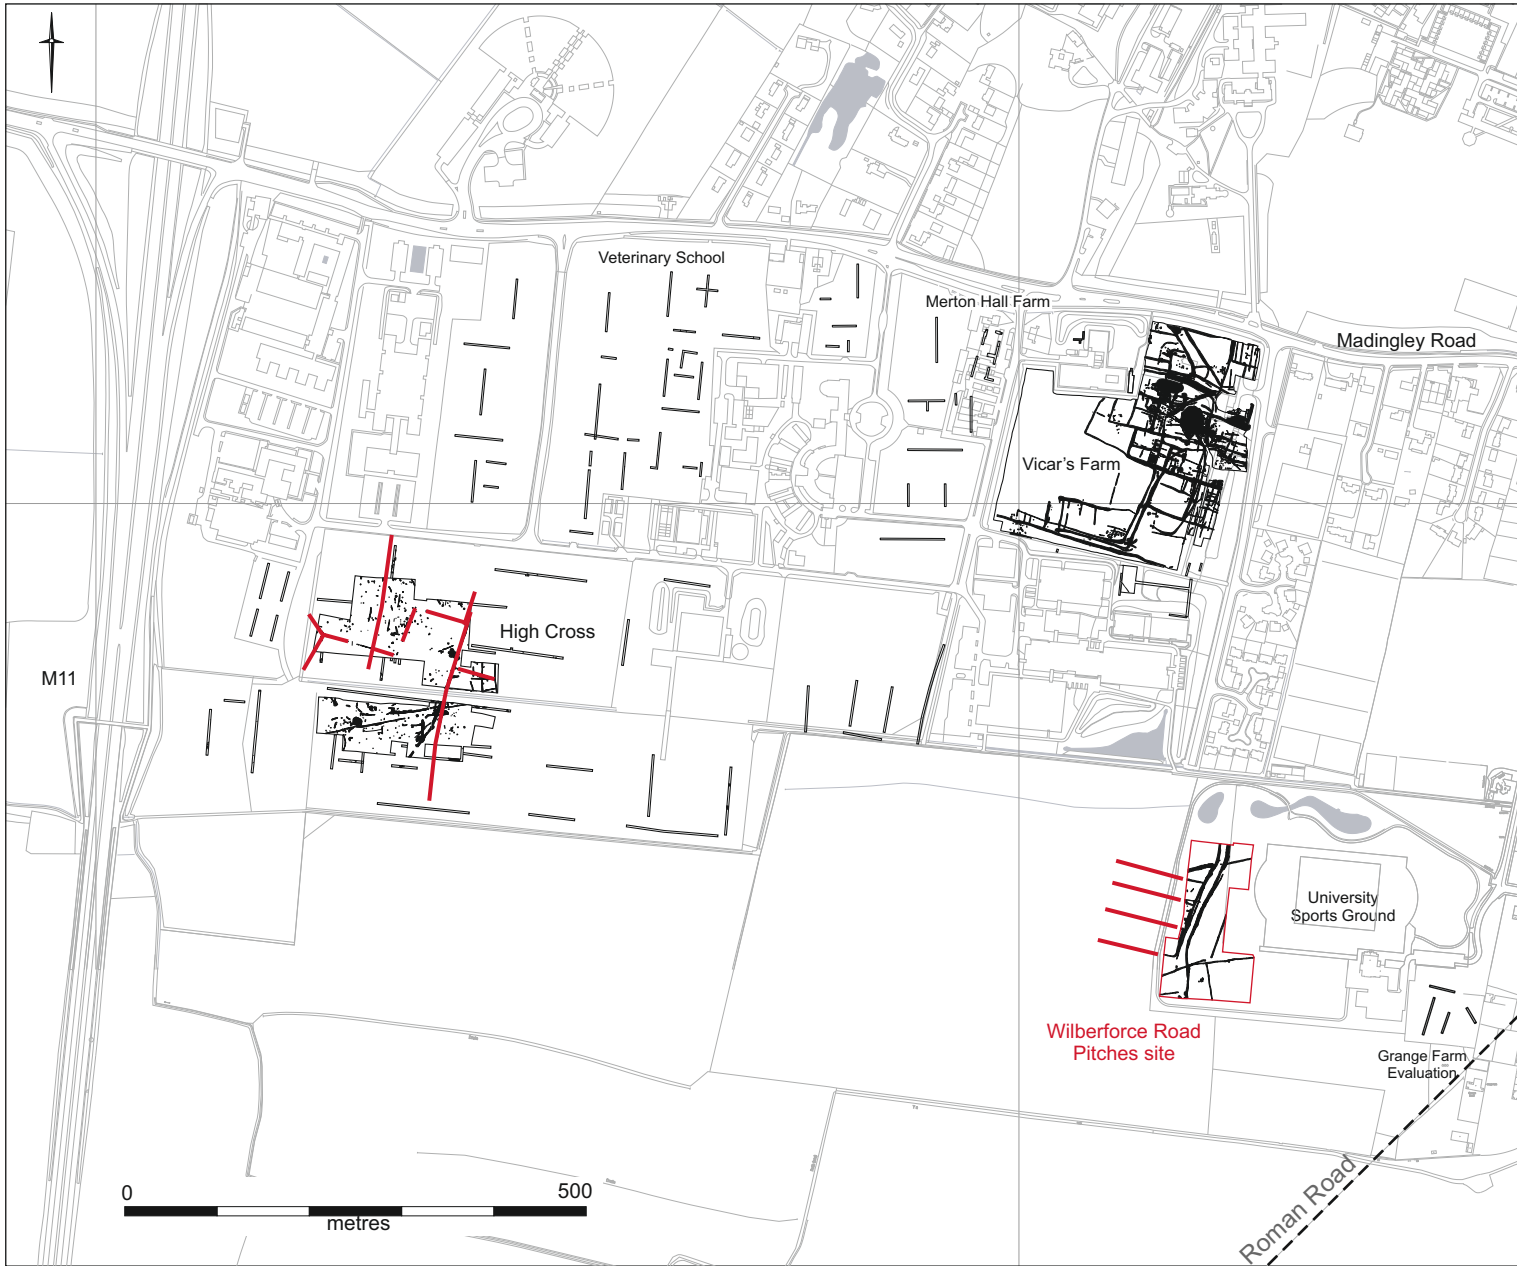 Veterinary School
Merton Hall Farm
Madingley Road
Vicar's Farm
High Cross
M11
University
Sports Ground
Wilberforce Road
Pitches site
Grange Farm
Evaluation
Roman Road
0
500
metres